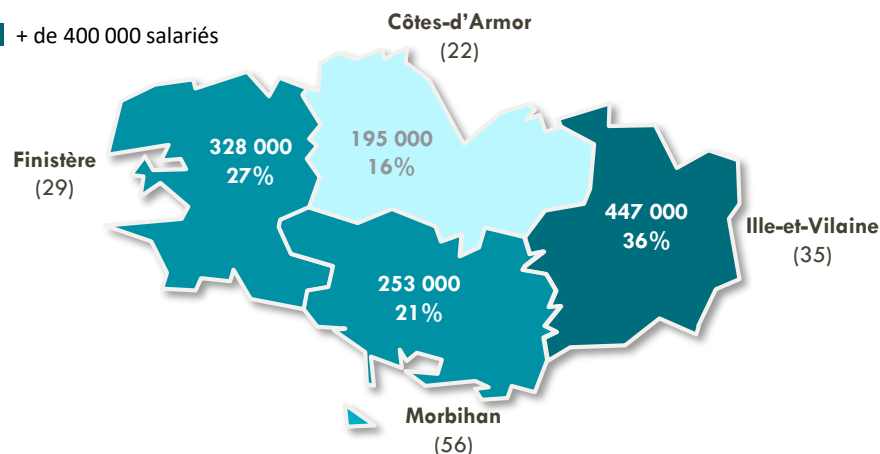 + de 400 000 salariés
Côtes-d'Armor
(22)
Finistère
(29)
328 000
27%
195 000
16%
447 000
36%
Ille-et-Vilaine
(35)
253 000
21%
Morbihan
(56)